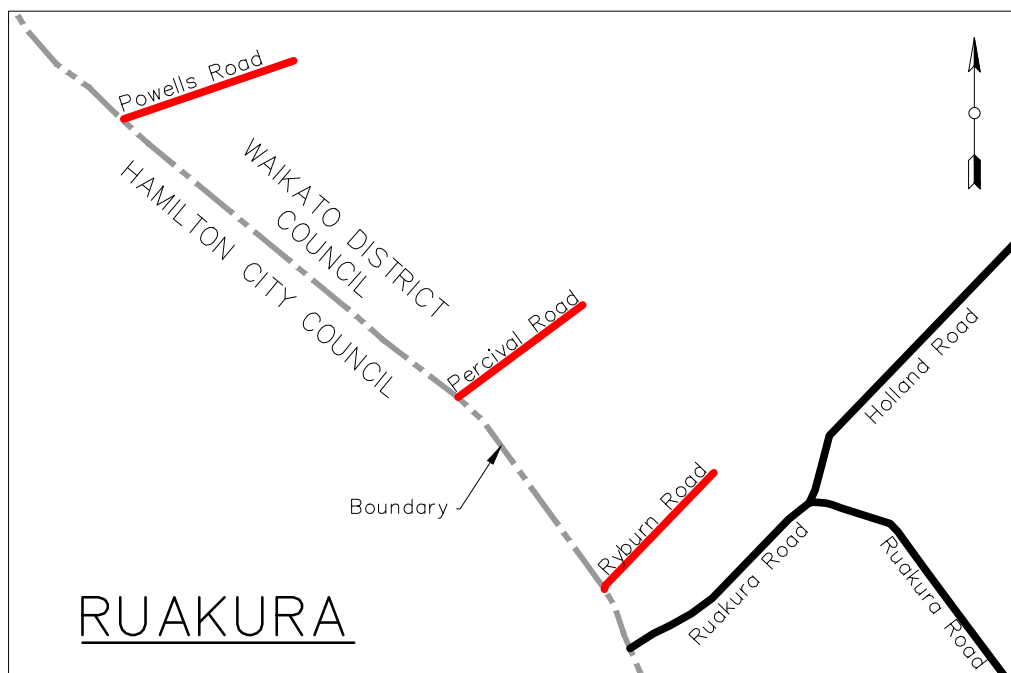 Powells Road
WAIKATO DISTRICT
COUNCIL
HAMILTON CITY COUNCIL
Percival Road
Holland Road
Boundary
Ryburn Road
Ruakura Road
Ruakura Road
RUAKURA